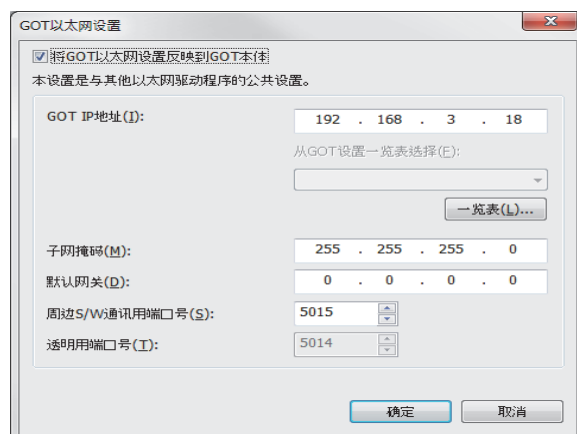 GOT以太网设置
将GOT以太网设置反映到GOT本体
本设置是与其他以太网驱动程序的公共设置。
GOT IP地址(I): 192 . 168 . 3 . 18
从GOT设置一览表选择(E):
一览表(L)...
子网掩码(M): 255 . 255 . 255 . 0
默认网关(D): 0 . 0 . 0 . 0
周边S/W通讯用端口号(S): 5015
透明用端口号(T): 5014
确定 取消